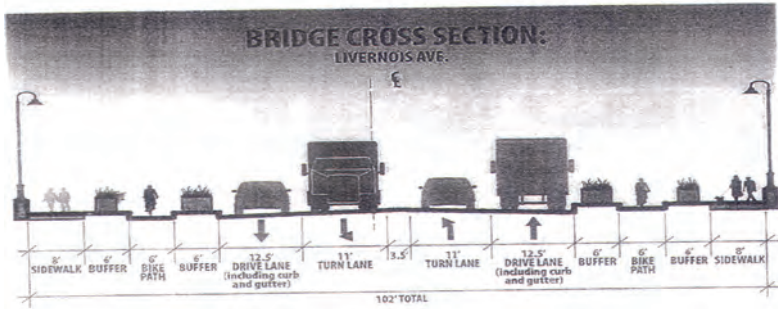 BRIDGE CROSS SECTION:
LIVERNOIS AVE.
℄
8'
SIDEWALK
6'
BUFFER
6'
BIKE
PATH
6'
BUFFER
12.5'
DRIVE LANE
(including curb
and gutter)
11'
TURN LANE
3.5'
11'
TURN LANE
12.5'
DRIVE LANE
(including curb
and gutter)
6'
BUFFER
6'
BIKE
PATH
6'
BUFFER
8'
SIDEWALK
102' TOTAL